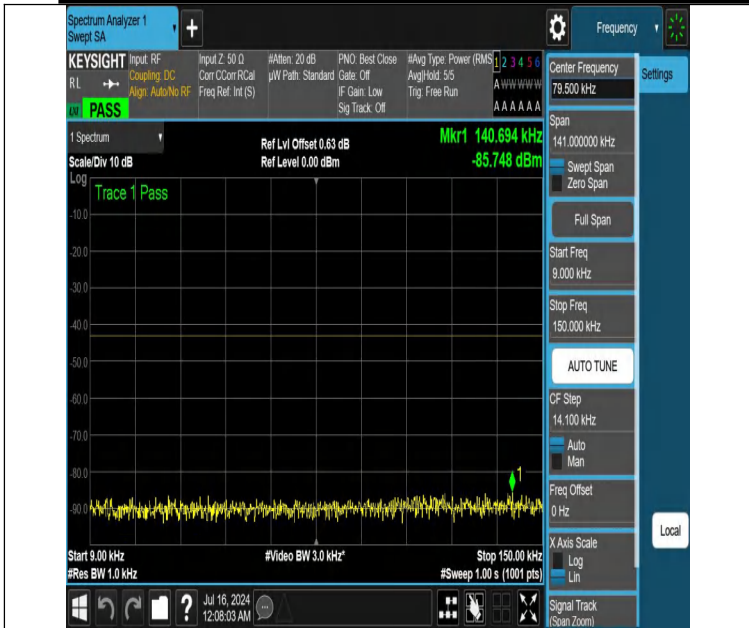 Spectrum Analyzer 1
Swept SA
Frequency
KEYSIGHT
RL
PASS
Input: RF
Coupling: DC
Align: Auto/No RF
Input Z: 50 Ω
Corr CCorr RCal
Freq Ref: Int (S)
#Atten: 20 dB
µW Path: Standard
PNO: Best Close
Gate: Off
IF Gain: Low
Sig Track: Off
#Avg Type: Power (RMS
Avg|Hold: 5/5
Trig: Free Run
1 2 3 4 5 6
A W W W W W
A A A A A A
1 Spectrum
Scale/Div 10 dB
Log
Ref Lvl Offset 0.63 dB
Ref Level 0.00 dBm
Mkr1 140.694 kHz
-85.748 dBm
Trace 1 Pass
-10.0
-20.0
-30.0
-40.0
-50.0
-60.0
-70.0
-80.0
-90.0
1
Start 9.00 kHz
#Res BW 1.0 kHz
#Video BW 3.0 kHz*
Stop 150.00 kHz
#Sweep 1.00 s (1001 pts)
Jul 16, 2024
12:08:03 AM
Center Frequency
79.500 kHz
Span
141.000000 kHz
Swept Span
Zero Span
Full Span
Start Freq
9.000 kHz
Stop Freq
150.000 kHz
AUTO TUNE
CF Step
14.100 kHz
Auto
Man
Freq Offset
0 Hz
X Axis Scale
Log
Lin
Signal Track
(Span Zoom)
Settings
Local